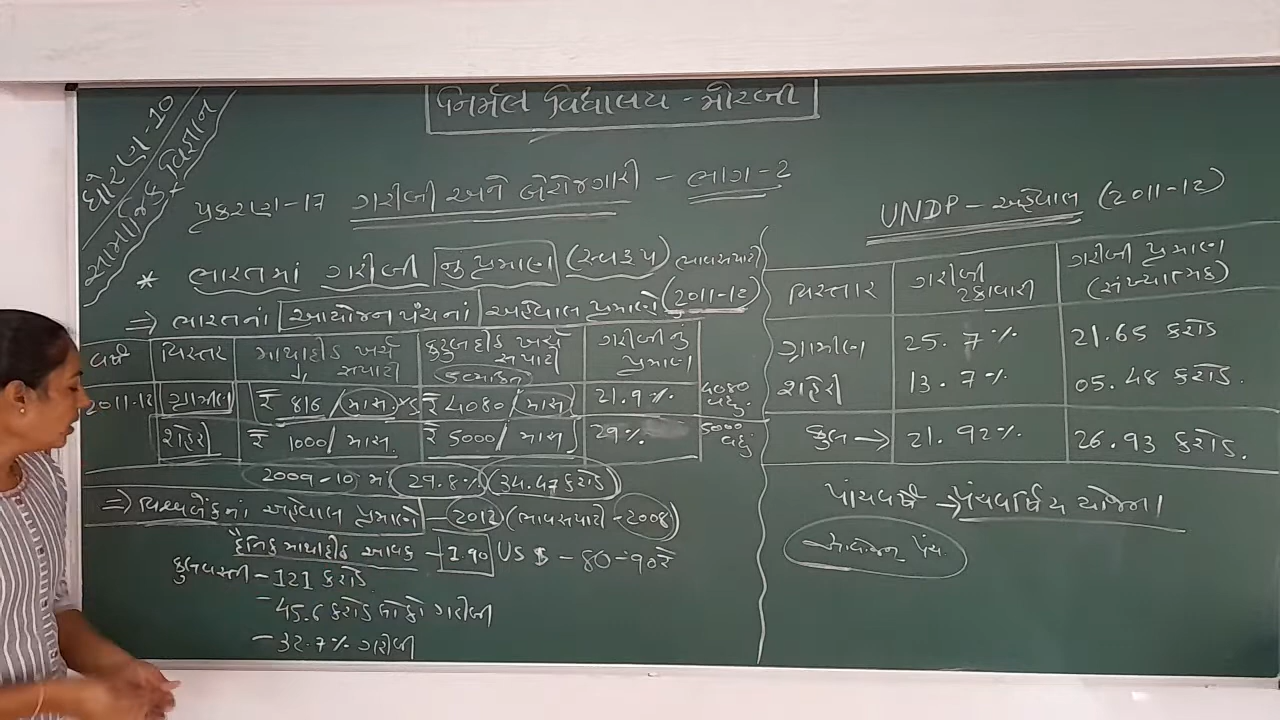 નિર્મલ વિદ્યાલય - મોરબી
ધોરણ-10
સામાજિક વિજ્ઞાન
પ્રકરણ-17 ગરીબી અને બેરોજગારી - ભાગ-2
* ભારતમાં ગરીબી નુ પ્રમાણ (સ્વરૂપ) (ભાવસપાટી
⇒ ભારતનાં આયોજનપંચનાં અહેવાલ પ્રમાણે (2011-12)
વર્ષ વિસ્તાર માથાદીઠ ખર્ચ સપાટી કુટુંબદીઠ ખર્ચ સપાટી ગરીબીનું પ્રમાણ
5વ્યક્તિ
2011-12 ગ્રામીણ ₹ 816 / માસ ×5 ₹ 4080 / માસ 21.9% 4080 વધુ.
શહેરી ₹ 1000 / માસ ₹ 5000 / માસ 29% 5000 વધું
2009-10 માં 29.8% (34.47 કરોડ)
⇒ વિશ્વબેંકનાં અહેવાલ પ્રમાણે - 2012 (ભાવસપાટી - 2008)
દૈનિક માથાદીઠ આવક - 1.90 US $ - 80-90 રૂ
કુલવસ્તી - 121 કરોડ
- 45.6 કરોડ લોકો ગરીબી
- 32.7% ગરીબી
UNDP - અહેવાલ (2011-12)
વિસ્તાર ગરીબી ટકાવારી ગરીબી પ્રમાણ (સંખ્યાત્મક)
ગ્રામીણ 25.7% 21.65 કરોડ
શહેરી 13.7% 05.48 કરોડ.
કુલ → 21.92% 26.93 કરોડ.
પાંચવર્ષે → પંચવર્ષિય યોજના
આયોજન પંચ.